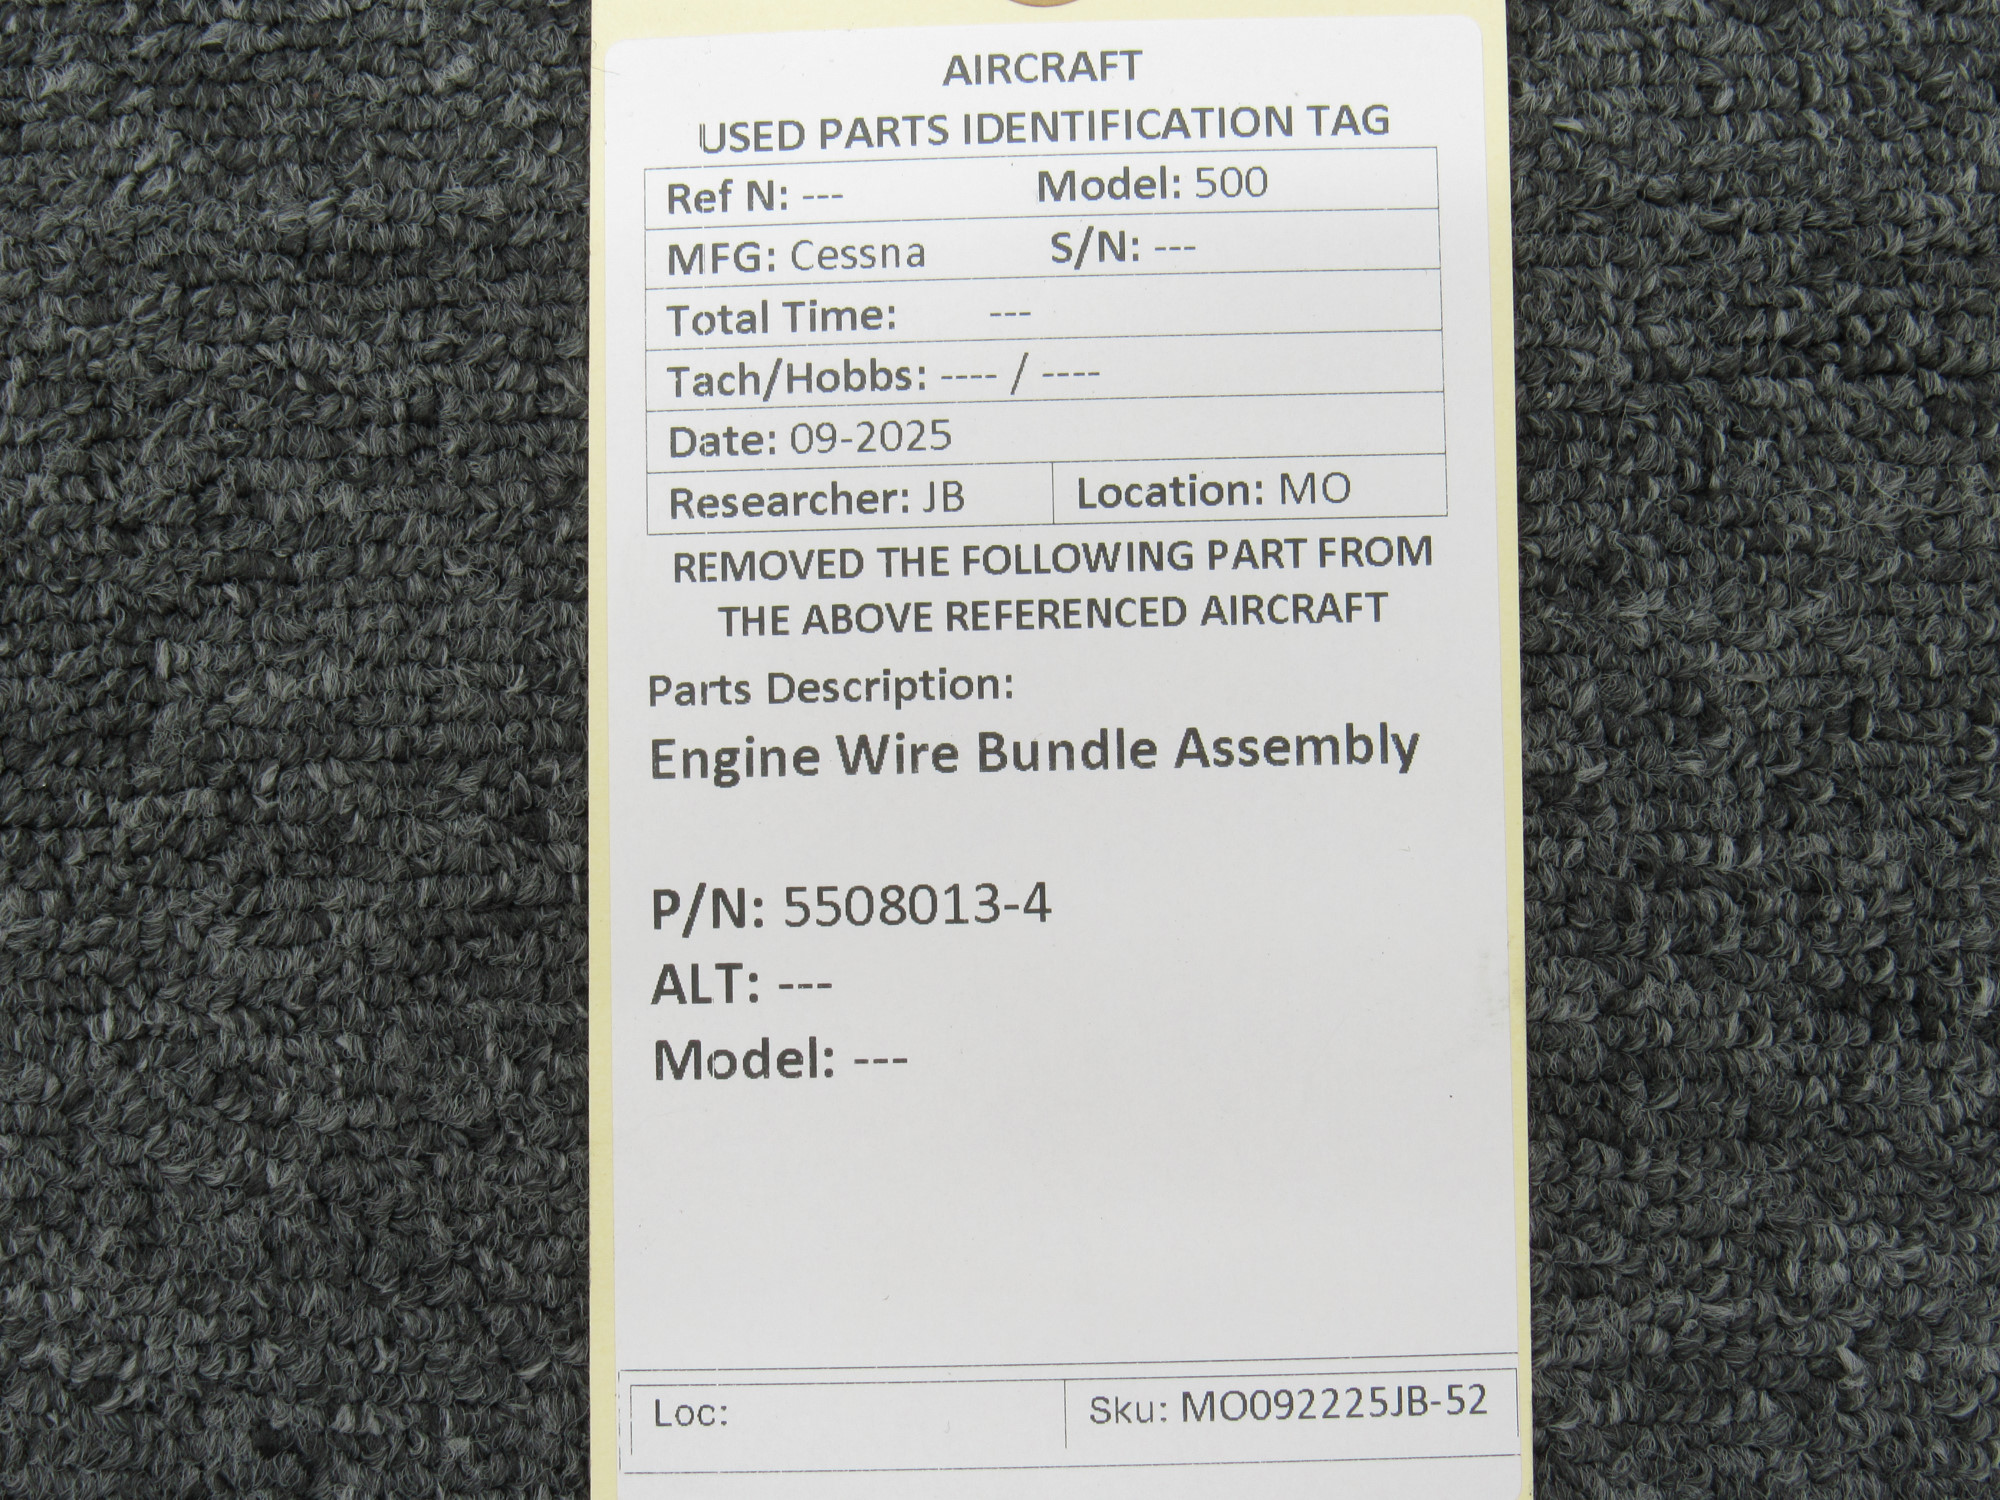 AIRCRAFT
USED PARTS IDENTIFICATION TAG
Ref N: --- Model: 500
MFG: Cessna S/N: ---
Total Time: ---
Tach/Hobbs: ---- / ----
Date: 09-2025
Researcher: JB Location: MO
REMOVED THE FOLLOWING PART FROM
THE ABOVE REFERENCED AIRCRAFT
Parts Description:
Engine Wire Bundle Assembly
P/N: 5508013-4
ALT: ---
Model: ---
Loc: Sku: MO092225JB-52